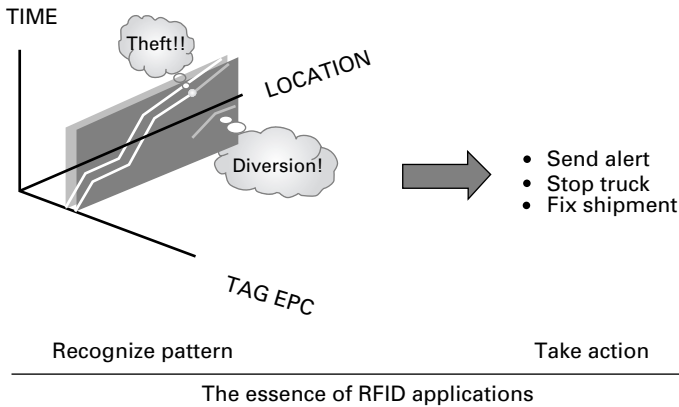 TIME
Theft!!
LOCATION
Diversion!
TAG EPC
• Send alert
• Stop truck
• Fix shipment
Recognize pattern
Take action
The essence of RFID applications